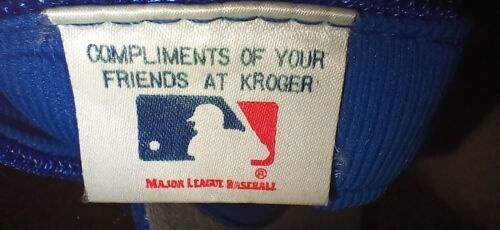 COMPLIMENTS OF YOUR
FRIENDS AT KROGER
®
MAJOR LEAGUE BASEBALL